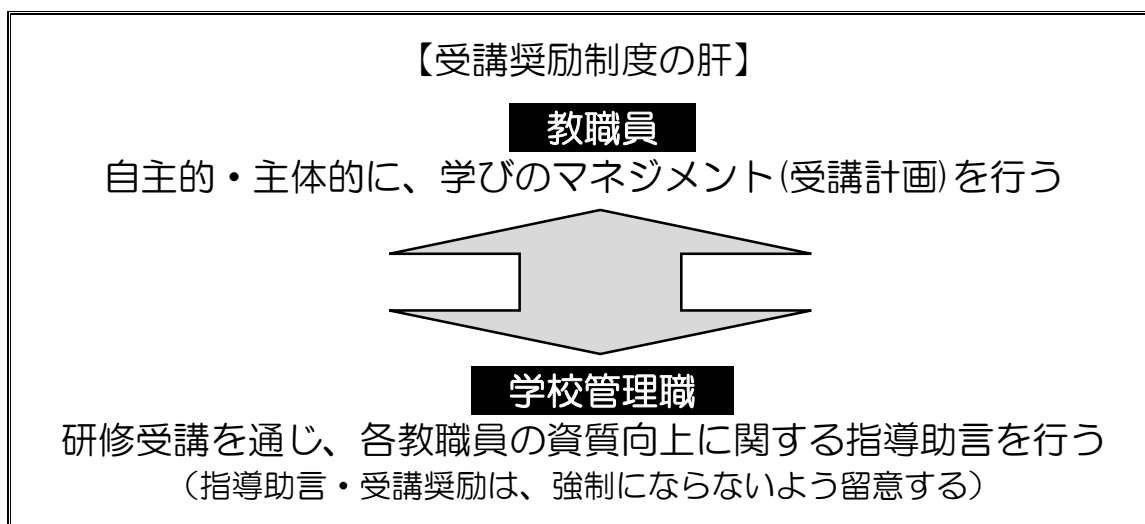 【受講奨励制度の肝】
教職員
自主的・主体的に、学びのマネジメント(受講計画)を行う
学校管理職
研修受講を通じ、各教職員の資質向上に関する指導助言を行う
（指導助言・受講奨励は、強制にならないよう留意する）